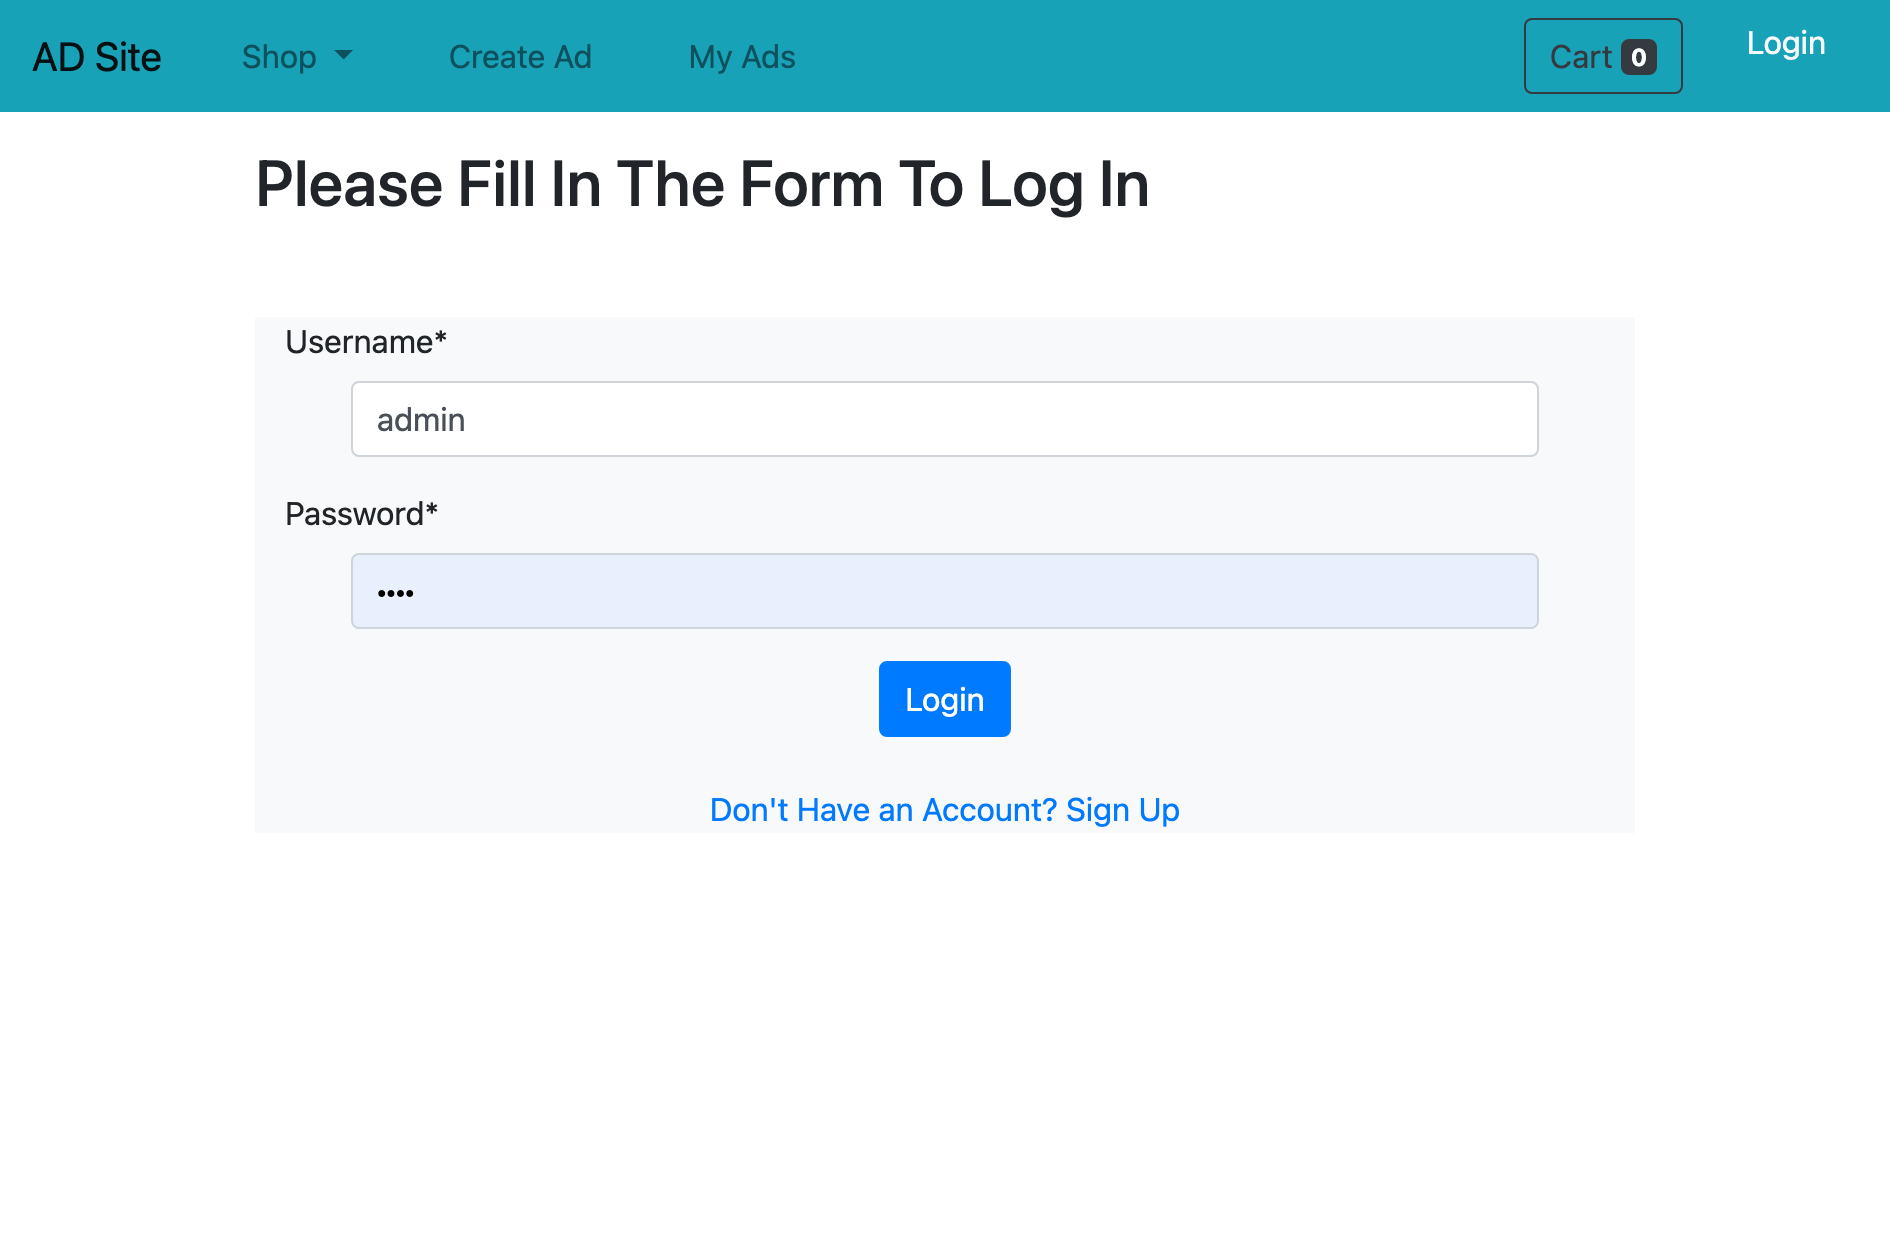 AD Site Shop Create Ad My Ads Cart 0 Login
Please Fill In The Form To Log In
Username*
admin
Password*
••••
Login
Don't Have an Account? Sign Up